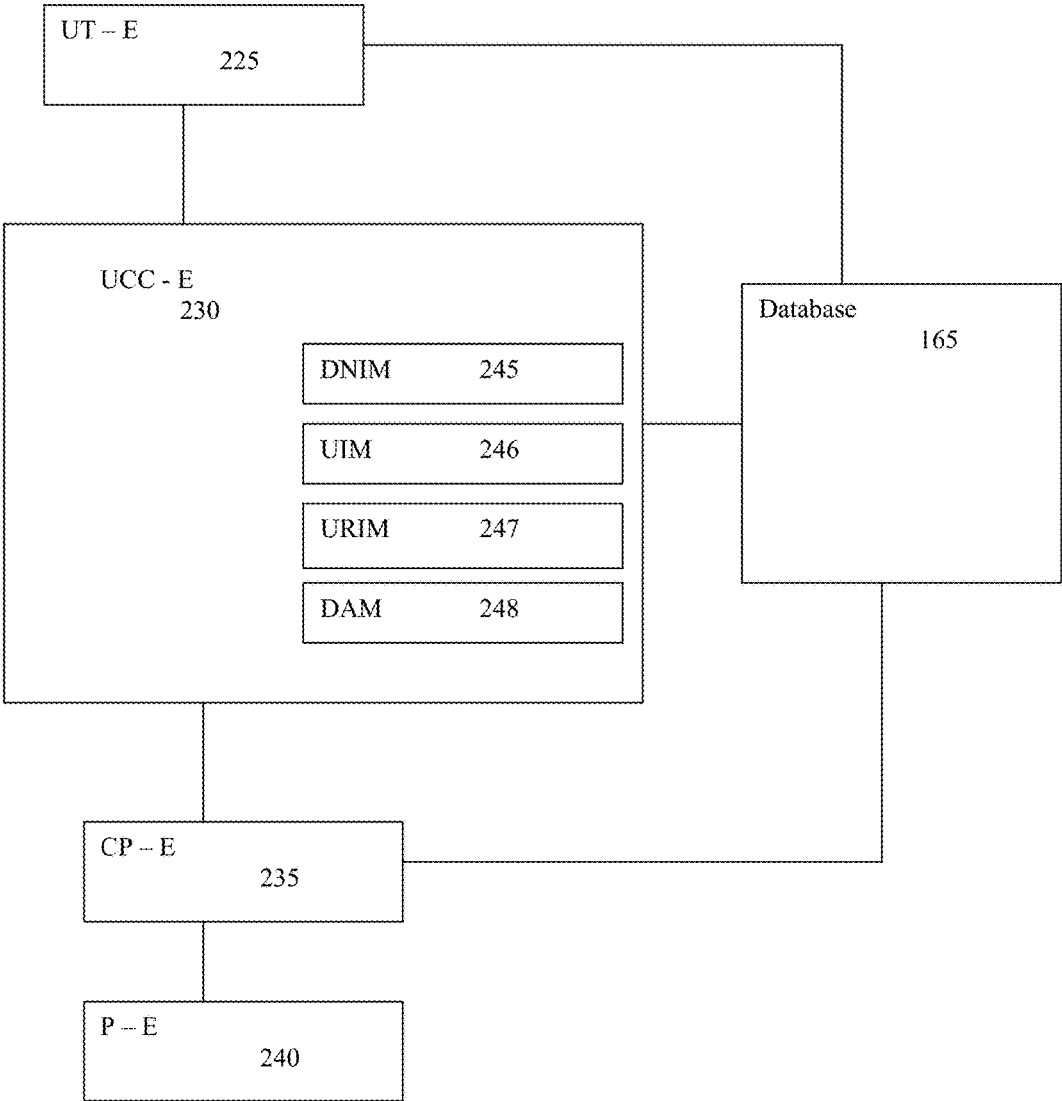 UT – E
225
UCC - E
230
Database
165
DNIM 245
UIM 246
URIM 247
DAM 248
CP – E
235
P – E
240